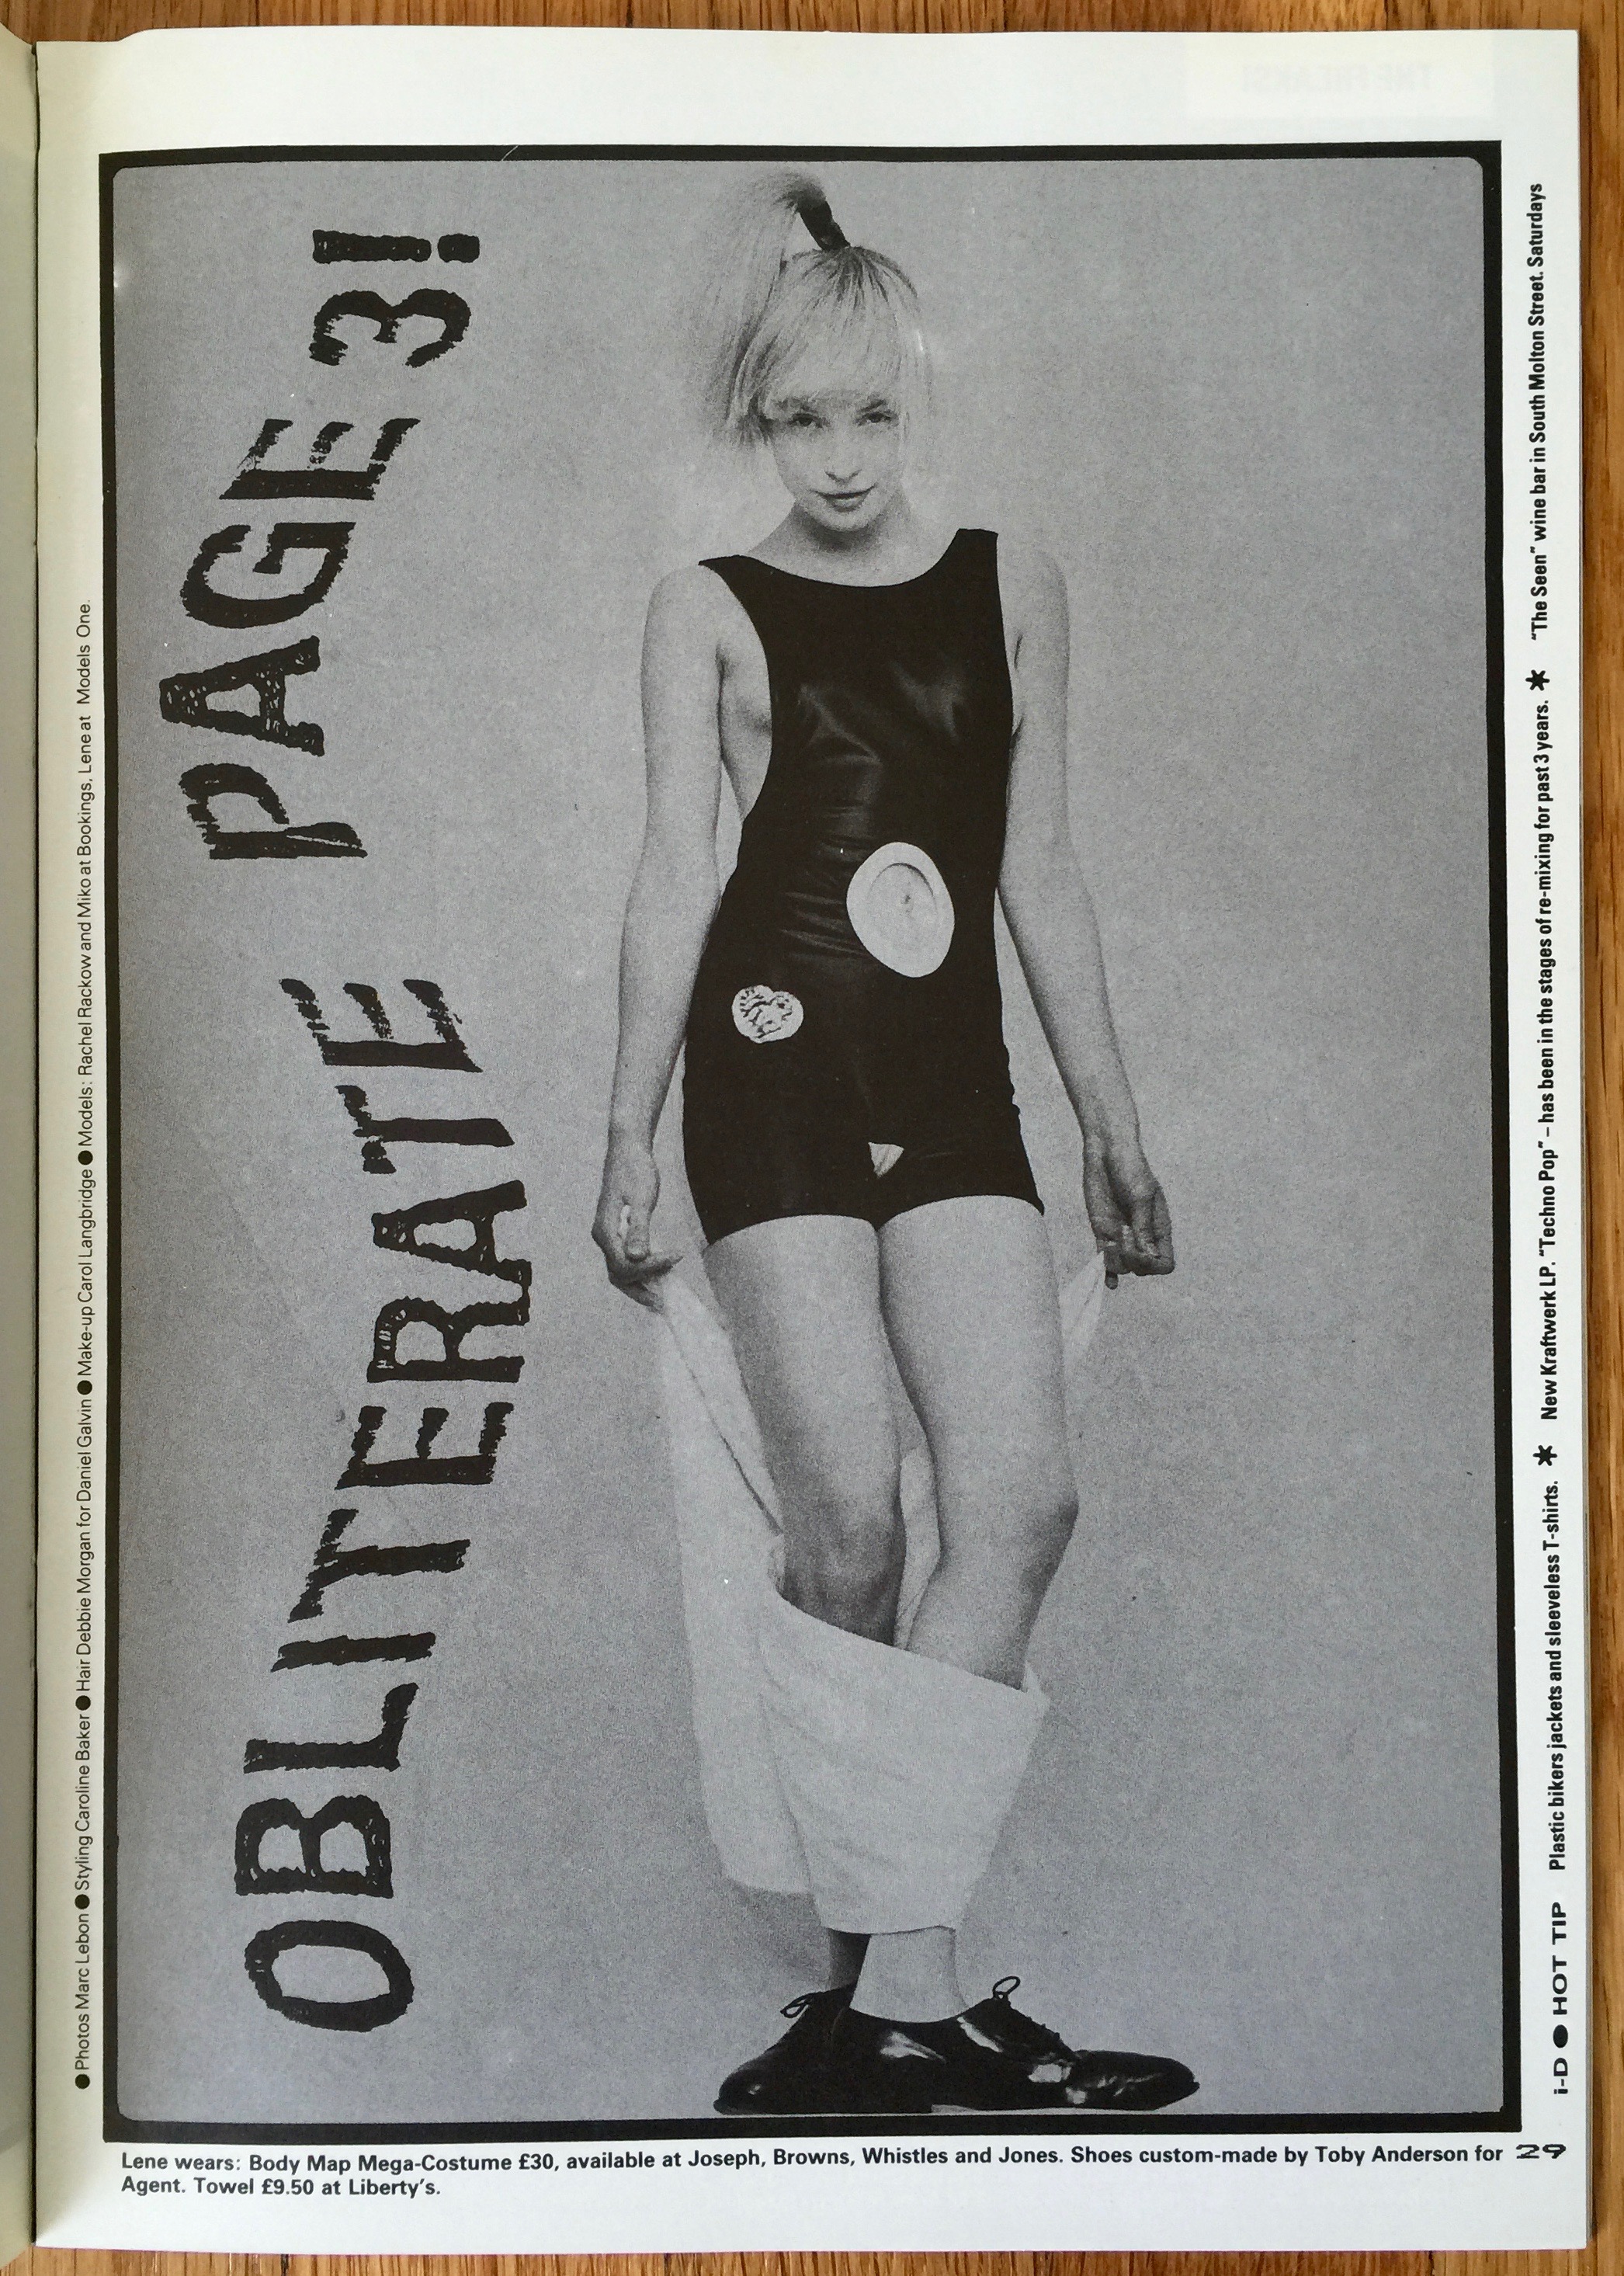 ● Photos Marc Lebon ● Styling Caroline Baker ● Hair Debbie Morgan for Daniel Galvin ● Make-up Carol Langbridge ● Models: Rachel Rackow and Miko at Bookings, Lene at Models One.
OBLITERATE PAGE 3!
Lene wears: Body Map Mega-Costume £30, available at Joseph, Browns, Whistles and Jones. Shoes custom-made by Toby Anderson for
Agent. Towel £9.50 at Liberty's.
29
i-D ● HOT TIP Plastic bikers jackets and sleeveless T-shirts. * New Kraftwerk LP. "Techno Pop" – has been in the stages of re-mixing for past 3 years. * "The Seen" wine bar in South Molton Street. Saturdays